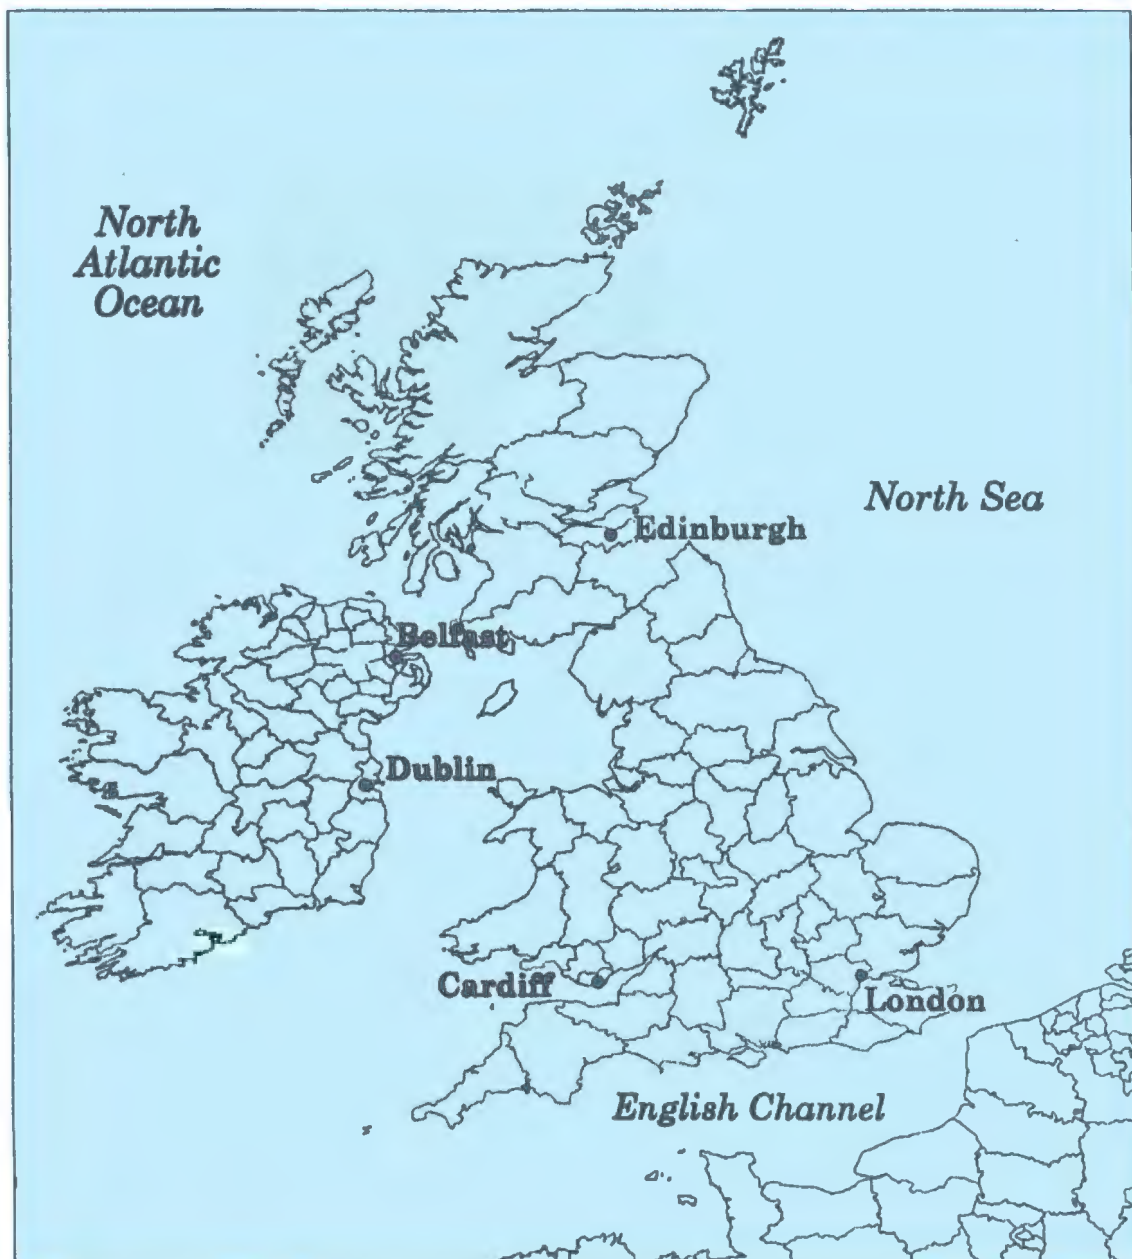 North
Atlantic
Ocean
North Sea
Edinburgh
Belfast
Dublin
Cardiff
London
English Channel